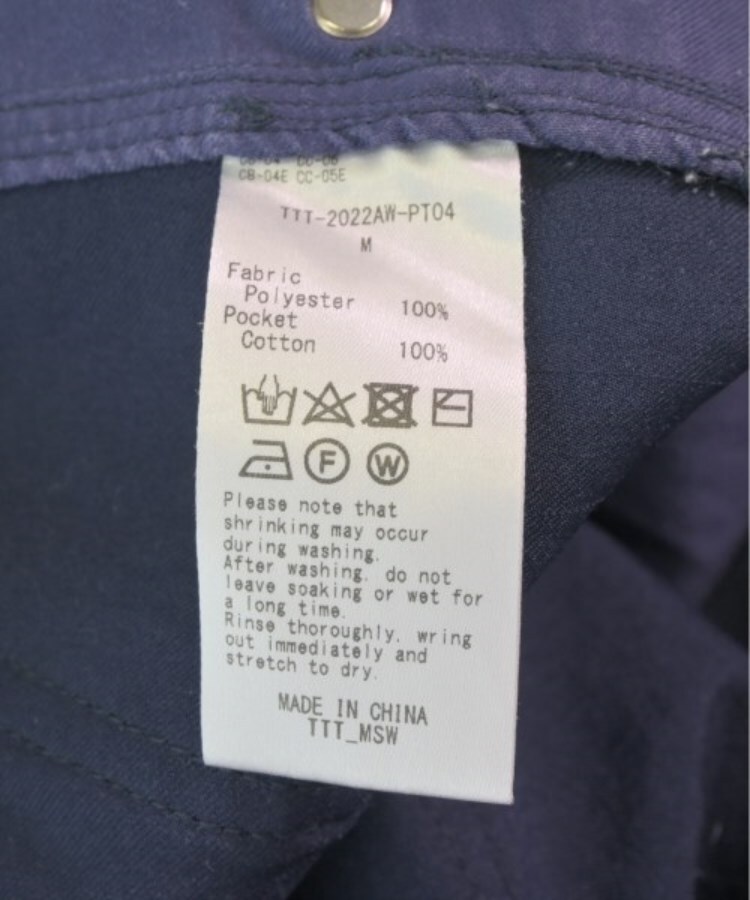 CB-04E CC-05E
TTT-2022AW-PT04
M
Fabric
Polyester 100%
Pocket
Cotton 100%
F W
Please note that
shrinking may occur
during washing.
After washing, do not
leave soaking or wet for
a long time.
Rinse thoroughly, wring
out immediately and
stretch to dry.
MADE IN CHINA
TTT_MSW